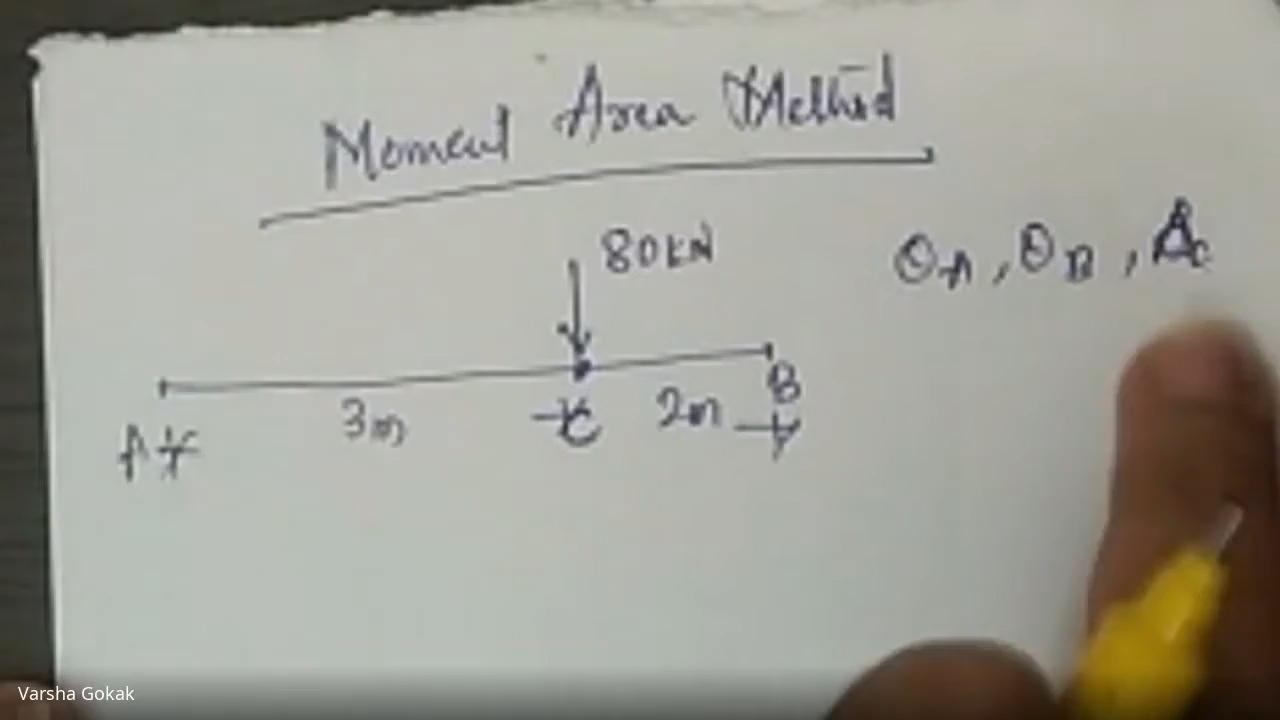 Moment Area Method
80kN
θA , θB , Δc
A 3m C 2m B
Varsha Gokak